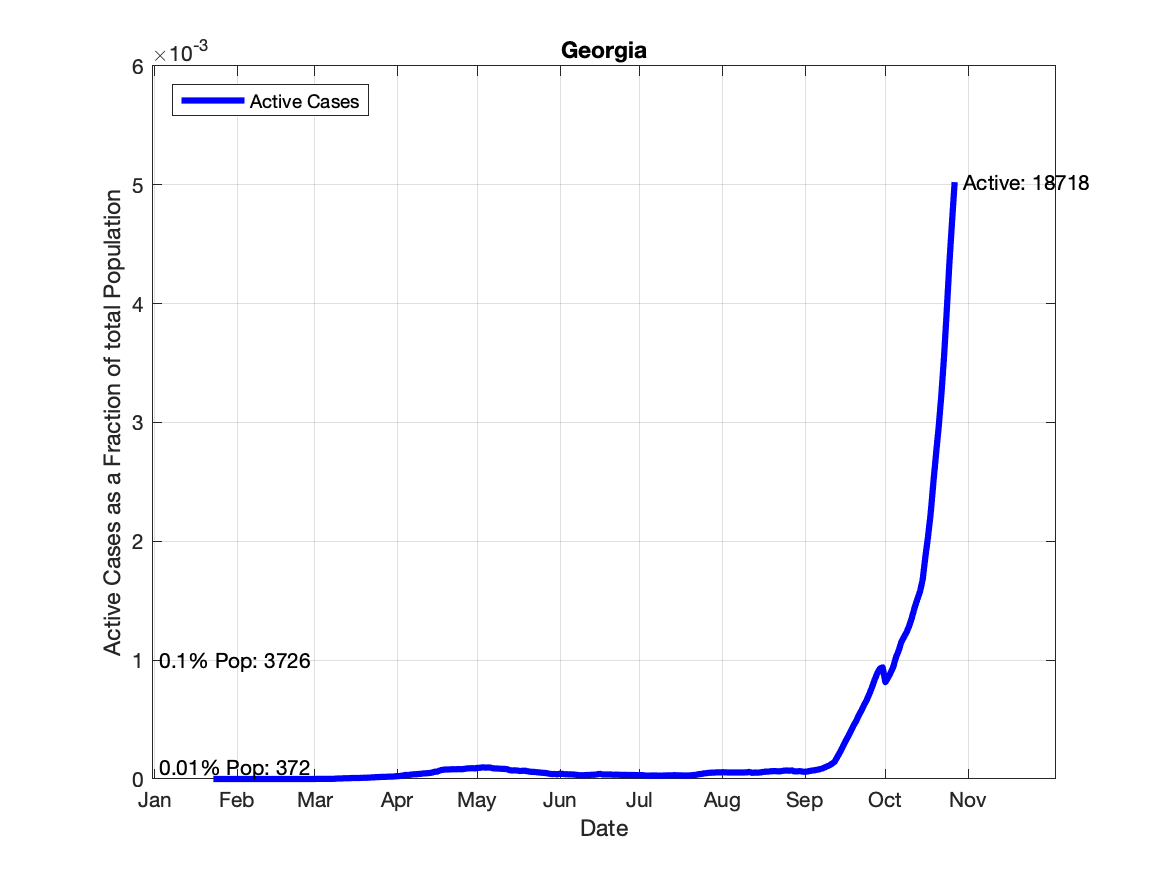 Georgia
×10-3
Active Cases
6
5
4
3
2
1
0
Active Cases as a Fraction of total Population
Active: 18718
0.1% Pop: 3726
0.01% Pop: 372
Jan Feb Mar Apr May Jun Jul Aug Sep Oct Nov
Date